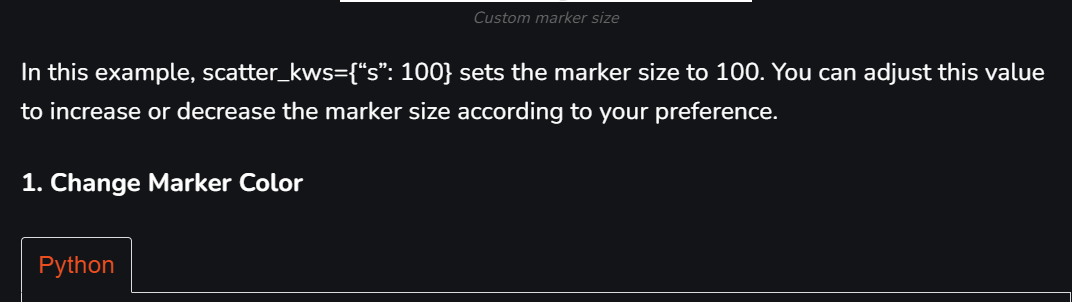 Custom marker size
In this example, scatter_kws={“s”: 100} sets the marker size to 100. You can adjust this value
to increase or decrease the marker size according to your preference.
1. Change Marker Color
Python